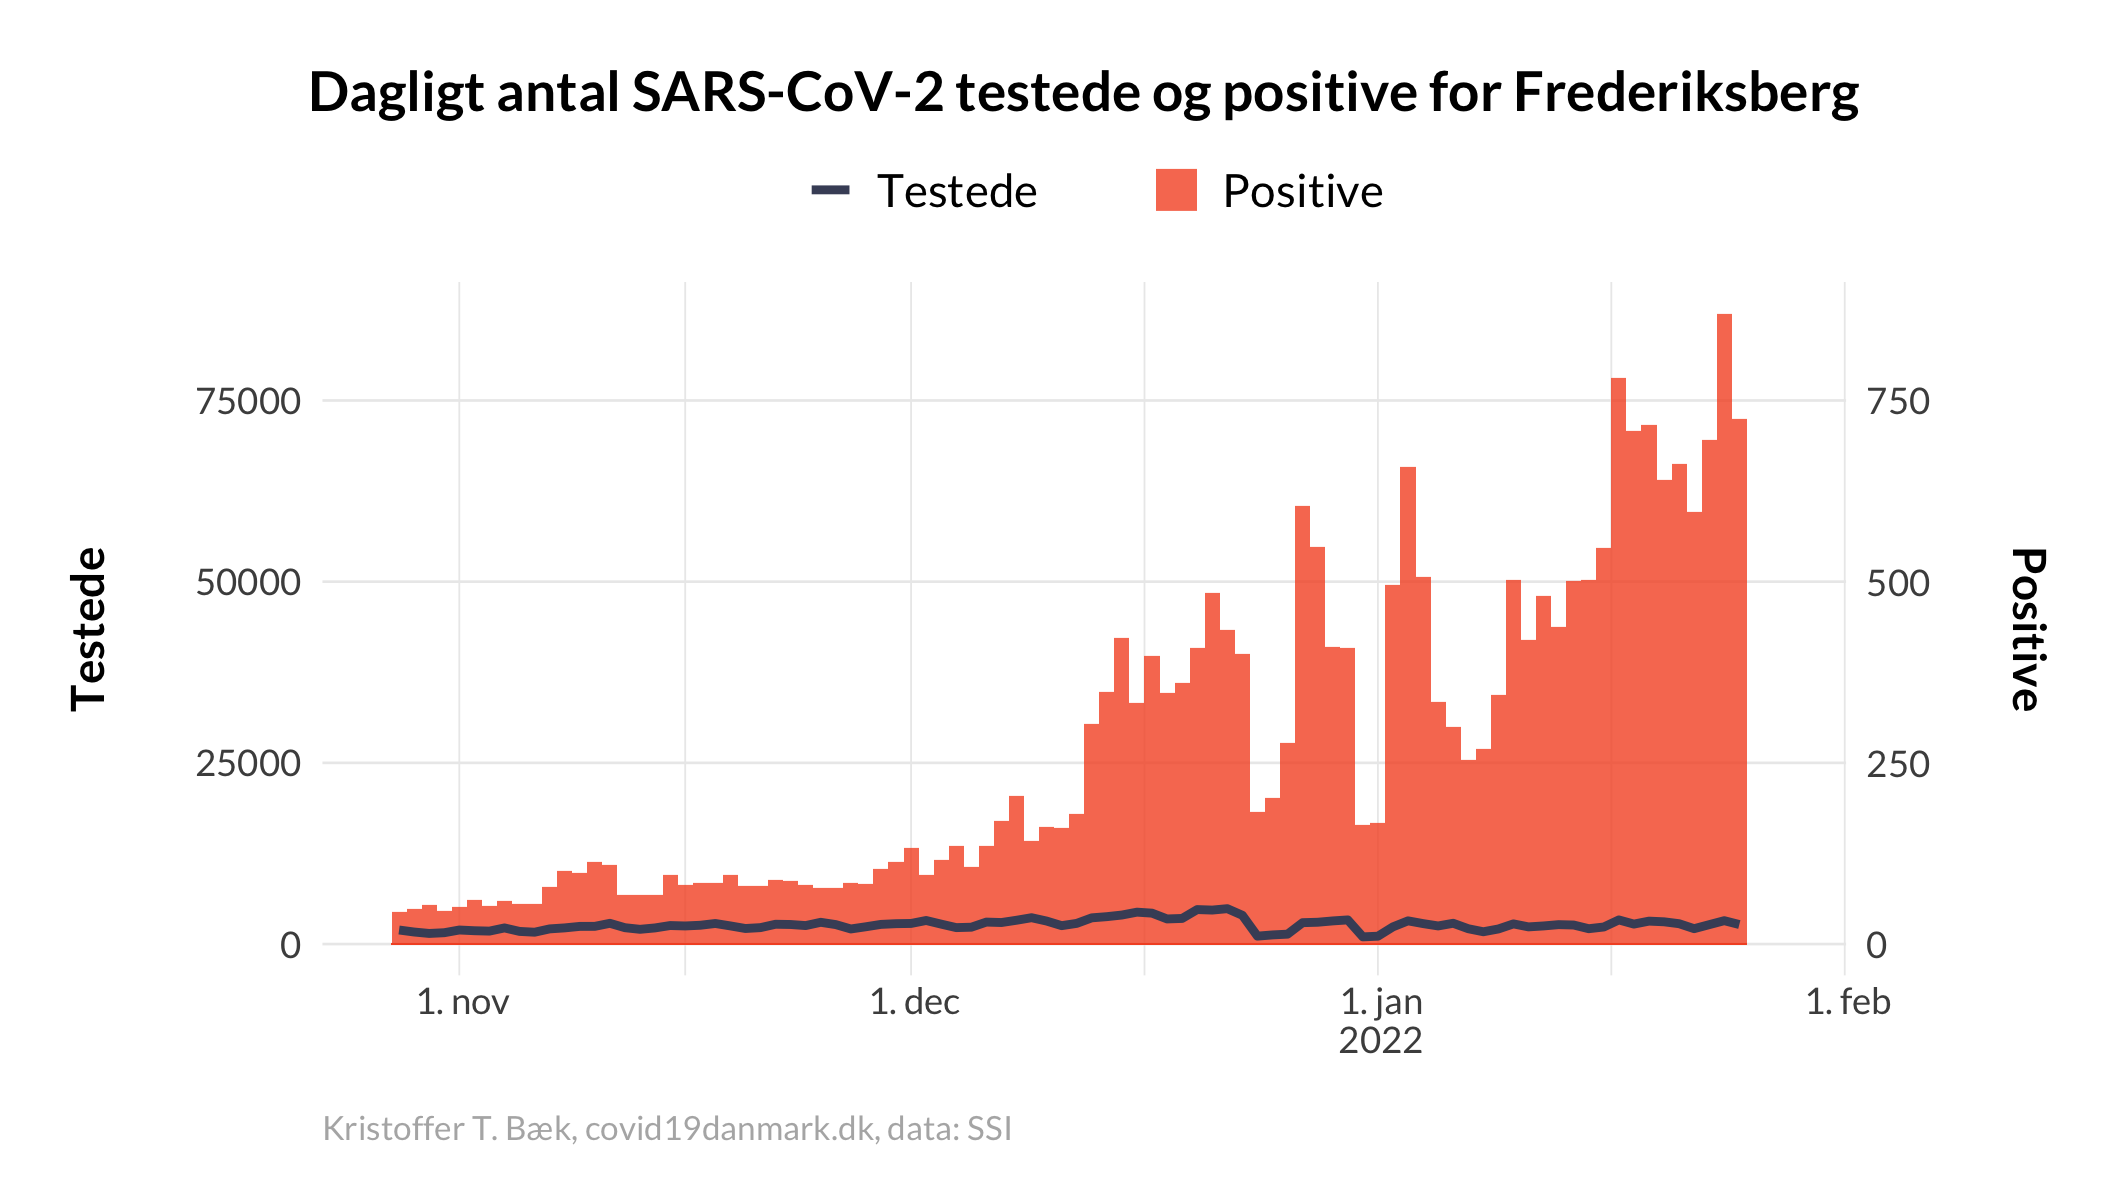 Dagligt antal SARS-CoV-2 testede og positive for Frederiksberg
Testede
Positive
75000
50000
25000
0
Testede
750
500
250
0
Positive
1. nov
1. dec
1. jan
2022
1. feb
Kristoffer T. Bæk, covid19danmark.dk, data: SSI